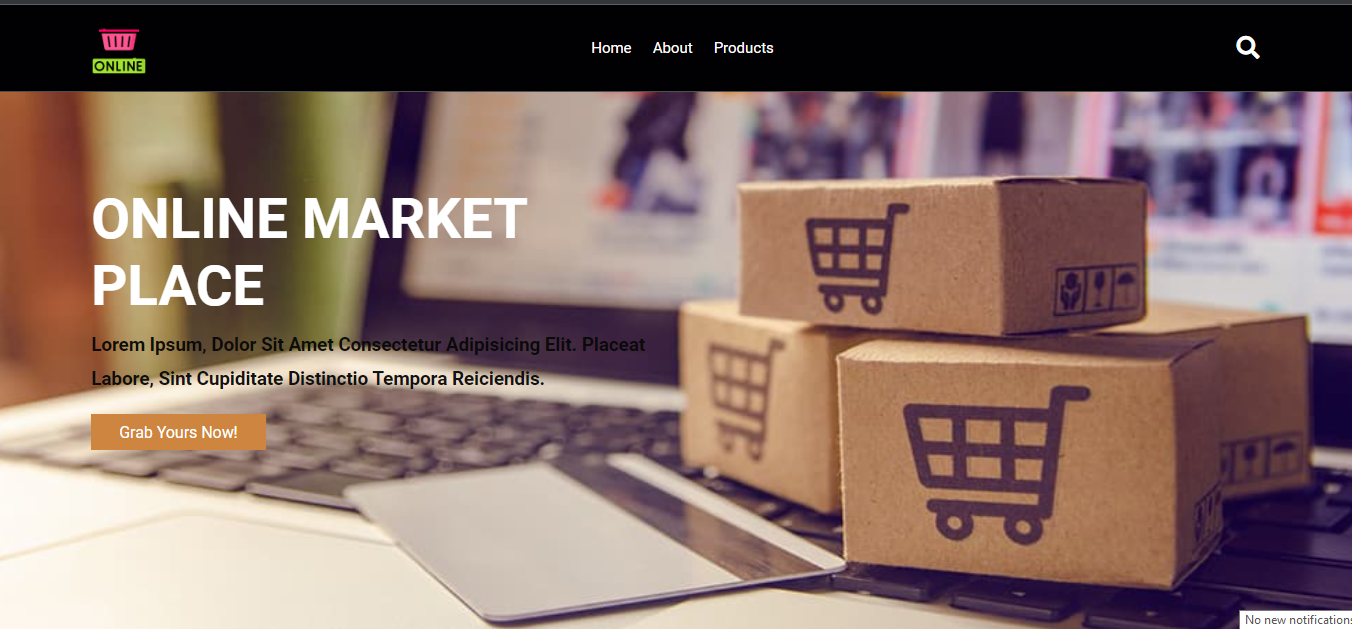 ONLINE
Home About Products
ONLINE MARKET
PLACE
Lorem Ipsum, Dolor Sit Amet Consectetur Adipisicing Elit. Placeat
Labore, Sint Cupiditate Distinctio Tempora Reiciendis.
Grab Yours Now!
No new notifications